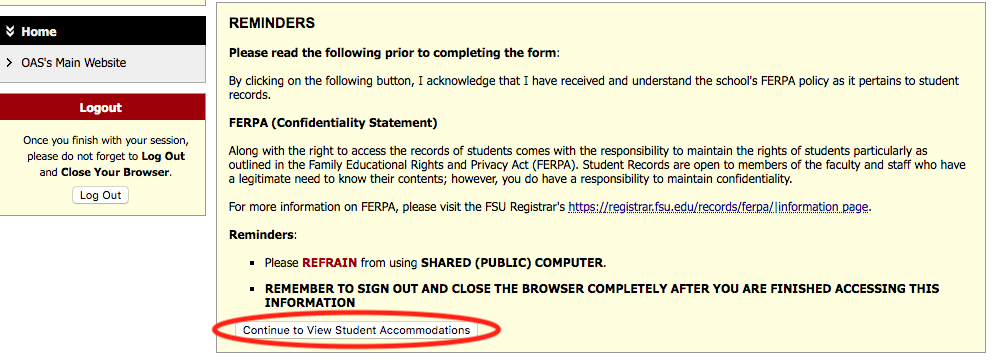 Home
OAS's Main Website
Logout
Once you finish with your session,
please do not forget to Log Out
and Close Your Browser.
Log Out
REMINDERS
Please read the following prior to completing the form:
By clicking on the following button, I acknowledge that I have received and understand the school's FERPA policy as it pertains to student
records.
FERPA (Confidentiality Statement)
Along with the right to access the records of students comes with the responsibility to maintain the rights of students particularly as
outlined in the Family Educational Rights and Privacy Act (FERPA). Student Records are open to members of the faculty and staff who have
a legitimate need to know their contents; however, you do have a responsibility to maintain confidentiality.
For more information on FERPA, please visit the FSU Registrar's https://registrar.fsu.edu/records/ferpa/|information page.
Reminders:
Please REFRAIN from using SHARED (PUBLIC) COMPUTER.
REMEMBER TO SIGN OUT AND CLOSE THE BROWSER COMPLETELY AFTER YOU ARE FINISHED ACCESSING THIS
INFORMATION
Continue to View Student Accommodations